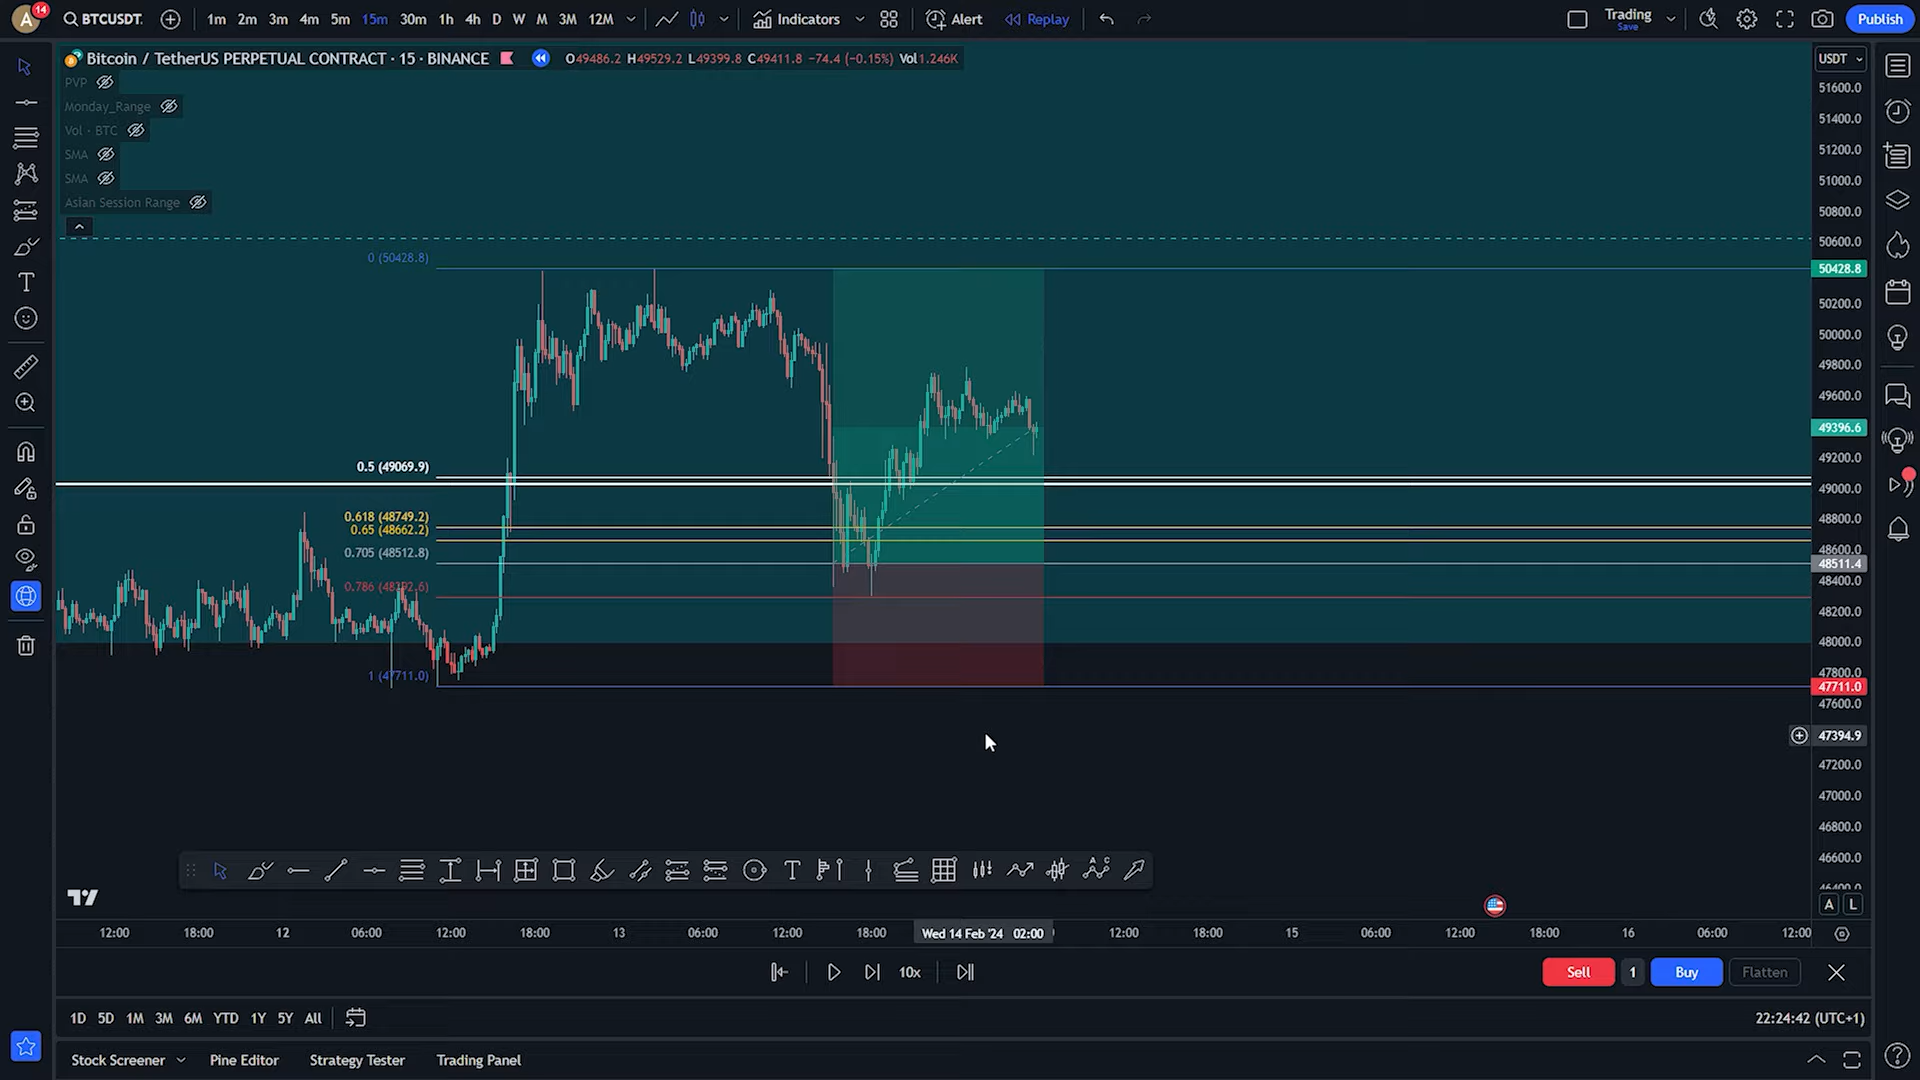 A 14 BTCUSDT. 1m 2m 3m 4m 5m 15m 30m 1h 4h D W M 3M 12M Indicators Alert Replay Trading Save Publish
Bitcoin / TetherUS PERPETUAL CONTRACT · 15 · BINANCE O49486.2 H49529.2 L49399.8 C49411.8 −74.4 (−0.15%) Vol1.246K USDT
PVP
Monday_Range
Vol · BTC
SMA
SMA
Asian Session Range
51600.0
51400.0
51200.0
51000.0
50800.0
50600.0
0 (50428.8) 50428.8
50200.0
50000.0
49800.0
49600.0
49396.6
49200.0
0.5 (49069.9)
49000.0
0.618 (48749.2) 48800.0
0.65 (48662.2)
0.705 (48512.8) 48600.0
48511.4
48400.0
48200.0
48000.0
1 (47711.0) 47800.0
47711.0
47600.0
47394.9
47200.0
47000.0
46800.0
46600.0
A L
12:00 18:00 12 06:00 12:00 18:00 13 06:00 12:00 18:00 Wed 14 Feb '24 02:00 12:00 18:00 15 06:00 12:00 18:00 16 06:00 12:00
10x Sell 1 Buy Flatten
1D 5D 1M 3M 6M YTD 1Y 5Y All 22:24:42 (UTC+1)
Stock Screener Pine Editor Strategy Tester Trading Panel